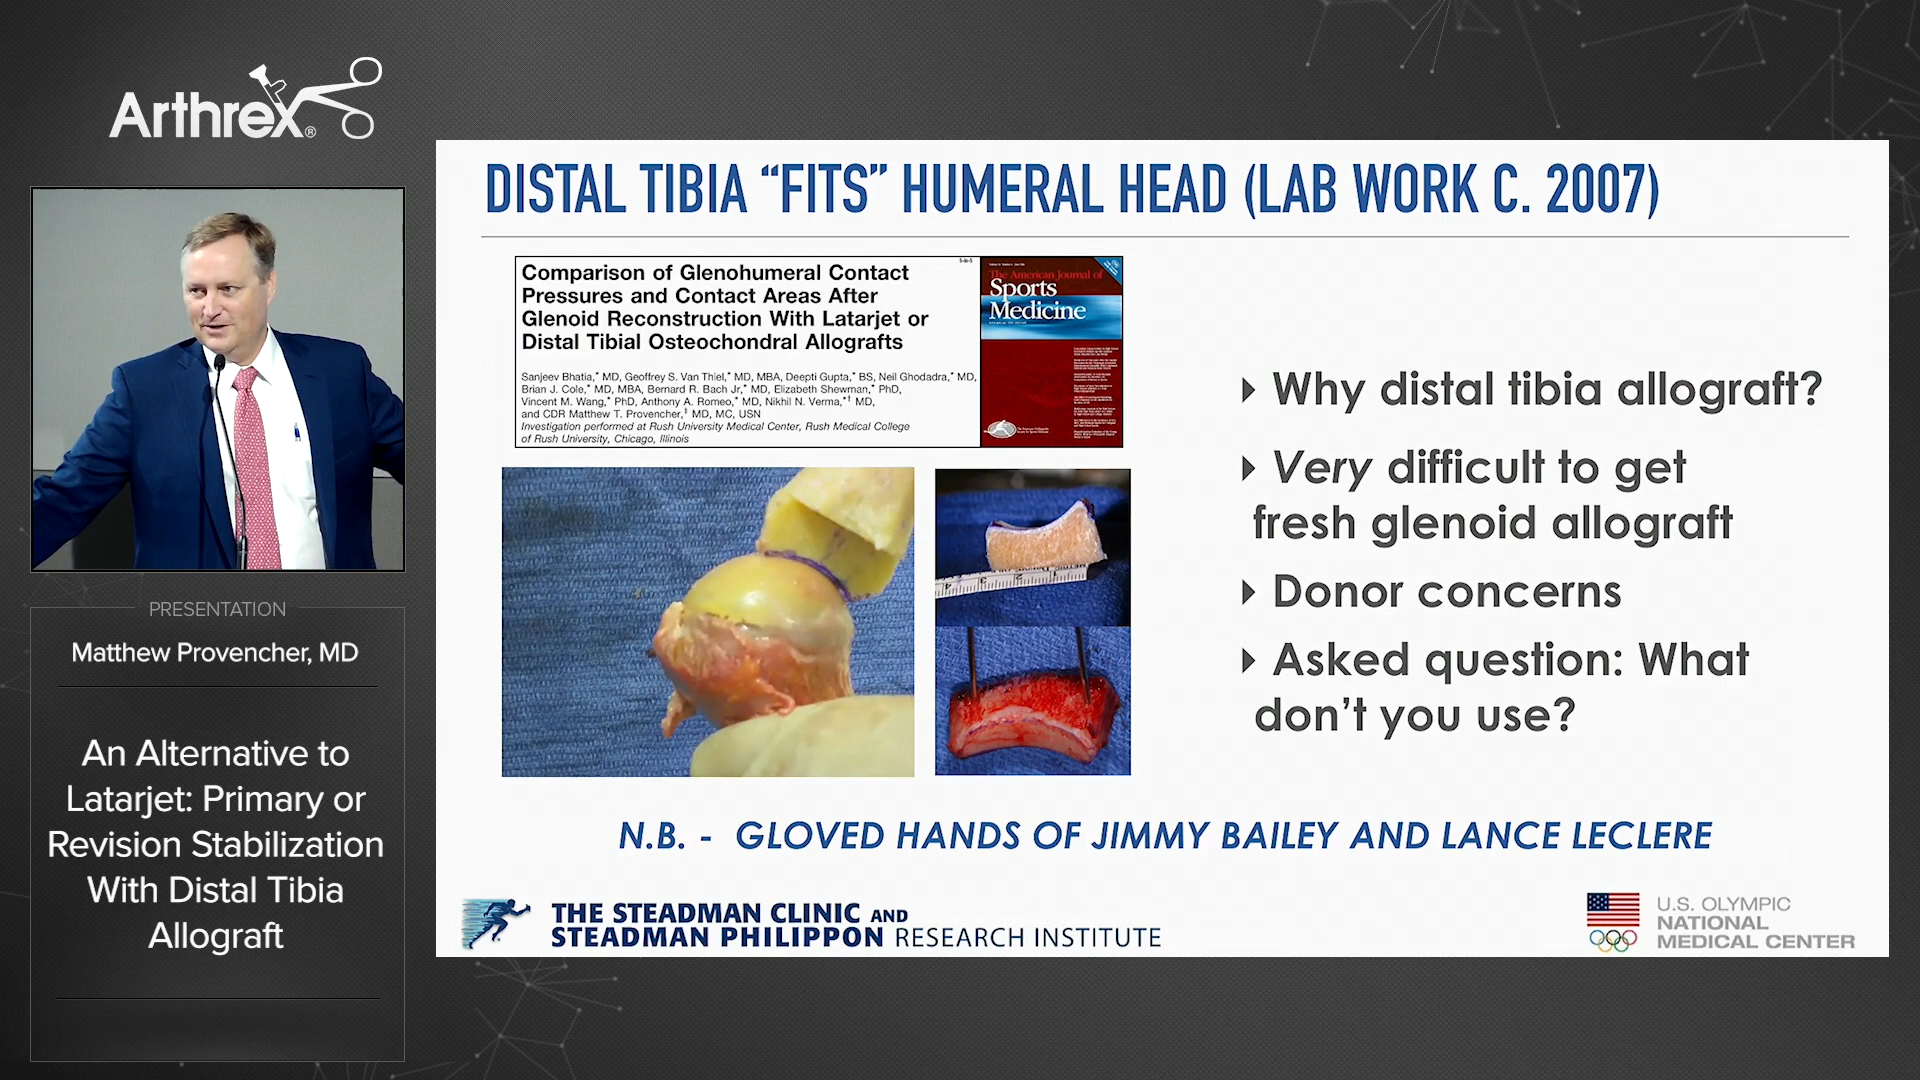 Arthrex®
PRESENTATION
Matthew Provencher, MD
An Alternative to
Latarjet: Primary or
Revision Stabilization
With Distal Tibia
Allograft
DISTAL TIBIA “FITS” HUMERAL HEAD (LAB WORK C. 2007)
Comparison of Glenohumeral Contact
Pressures and Contact Areas After
Glenoid Reconstruction With Latarjet or
Distal Tibial Osteochondral Allografts
Sanjeev Bhatia,* MD, Geoffrey S. Van Thiel,* MD, MBA, Deepti Gupta,* BS, Neil Ghodadra,* MD,
Brian J. Cole,* MD, MBA, Bernard R. Bach Jr,* MD, Elizabeth Shewman,* PhD,
Vincent M. Wang,* PhD, Anthony A. Romeo,* MD, Nikhil N. Verma,*† MD,
and CDR Matthew T. Provencher,‡ MD, MC, USN
Investigation performed at Rush University Medical Center, Rush Medical College
of Rush University, Chicago, Illinois
The American Journal of
Sports
Medicine
4 3 2 1
▸ Why distal tibia allograft?
▸ Very difficult to get
fresh glenoid allograft
▸ Donor concerns
▸ Asked question: What
don’t you use?
N.B. - GLOVED HANDS OF JIMMY BAILEY AND LANCE LECLERE
THE STEADMAN CLINIC AND
STEADMAN PHILIPPON RESEARCH INSTITUTE
U.S. OLYMPIC
NATIONAL
MEDICAL CENTER